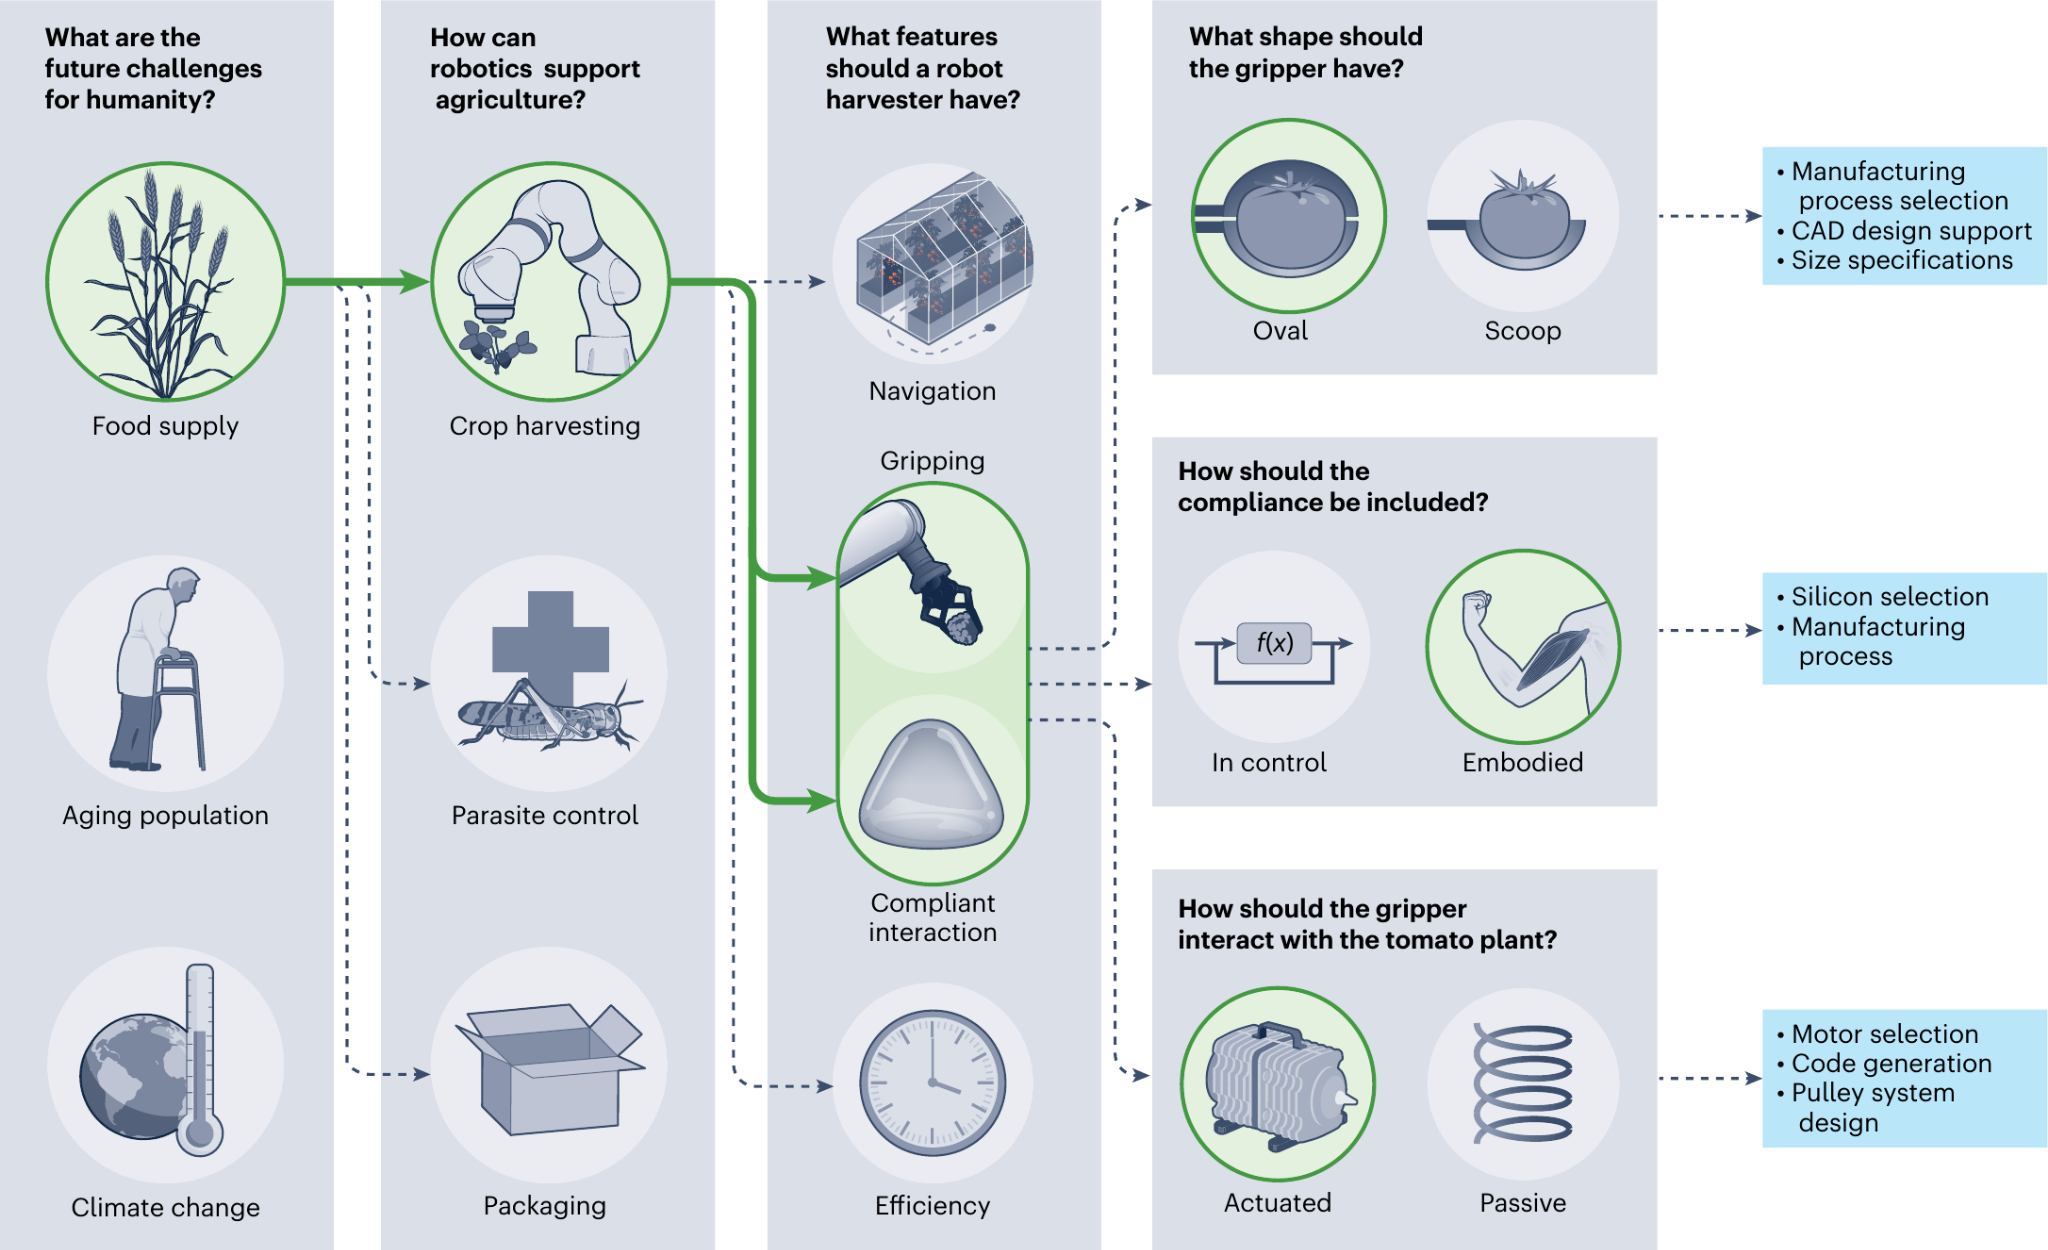 What are the
future challenges
for humanity?
Food supply
Aging population
Climate change
How can
robotics support
agriculture?
Crop harvesting
Parasite control
Packaging
What features
should a robot
harvester have?
Navigation
Gripping
Compliant
interaction
Efficiency
What shape should
the gripper have?
Oval
Scoop
• Manufacturing
process selection
• CAD design support
• Size specifications
How should the
compliance be included?
f(x)
In control
Embodied
• Silicon selection
• Manufacturing
process
How should the gripper
interact with the tomato plant?
Actuated
Passive
• Motor selection
• Code generation
• Pulley system
design